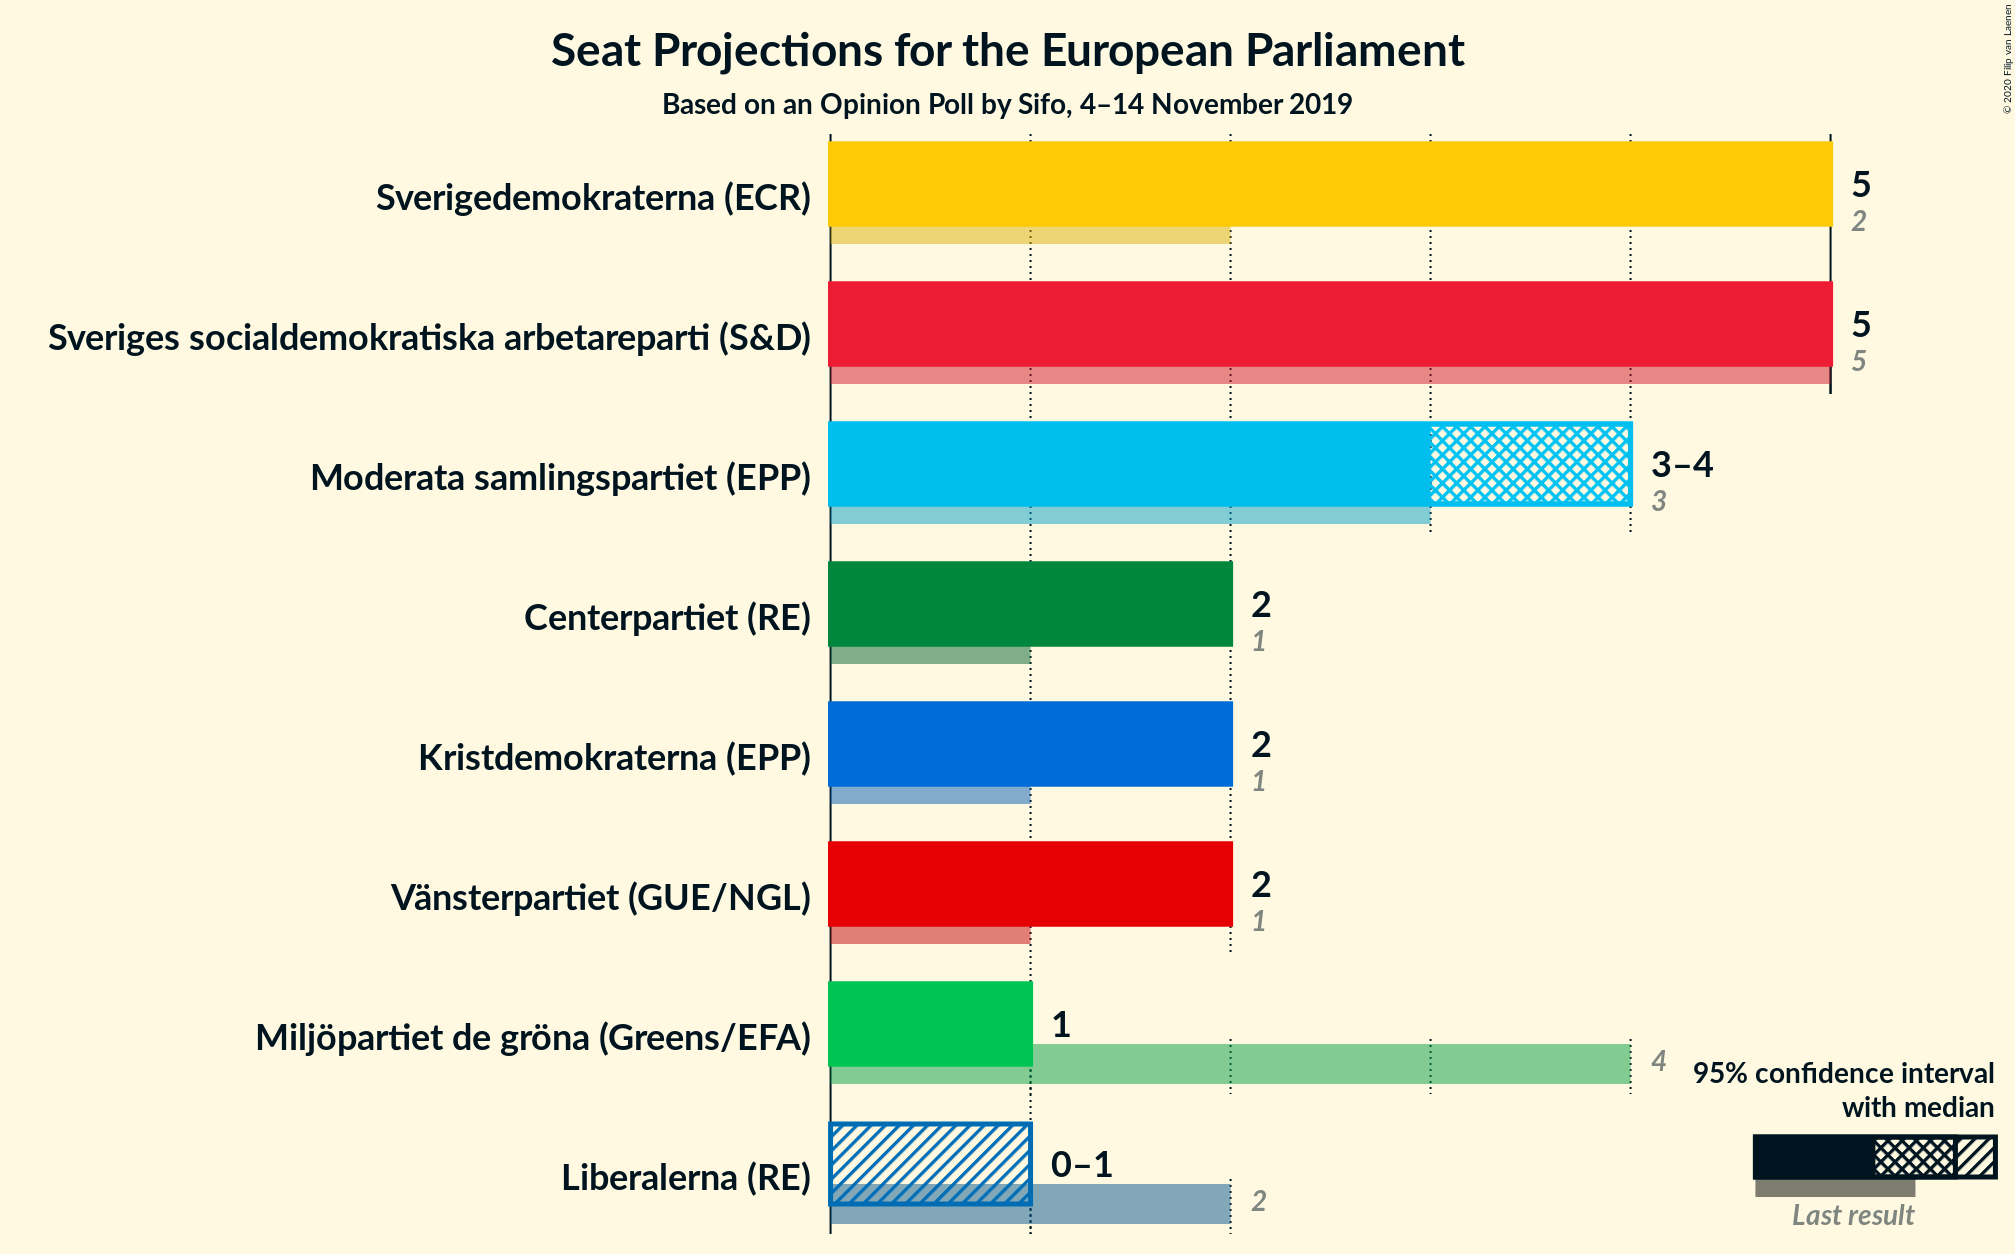 Seat Projections for the European Parliament
Based on an Opinion Poll by Sifo, 4–14 November 2019
© 2020 Filip van Laenen
Sverigedemokraterna (ECR)
5
2
Sveriges socialdemokratiska arbetareparti (S&D)
5
5
Moderata samlingspartiet (EPP)
3–4
3
Centerpartiet (RE)
2
1
Kristdemokraterna (EPP)
2
1
Vänsterpartiet (GUE/NGL)
2
1
Miljöpartiet de gröna (Greens/EFA)
1
4
Liberalerna (RE)
0–1
2
95% confidence interval
with median
Last result